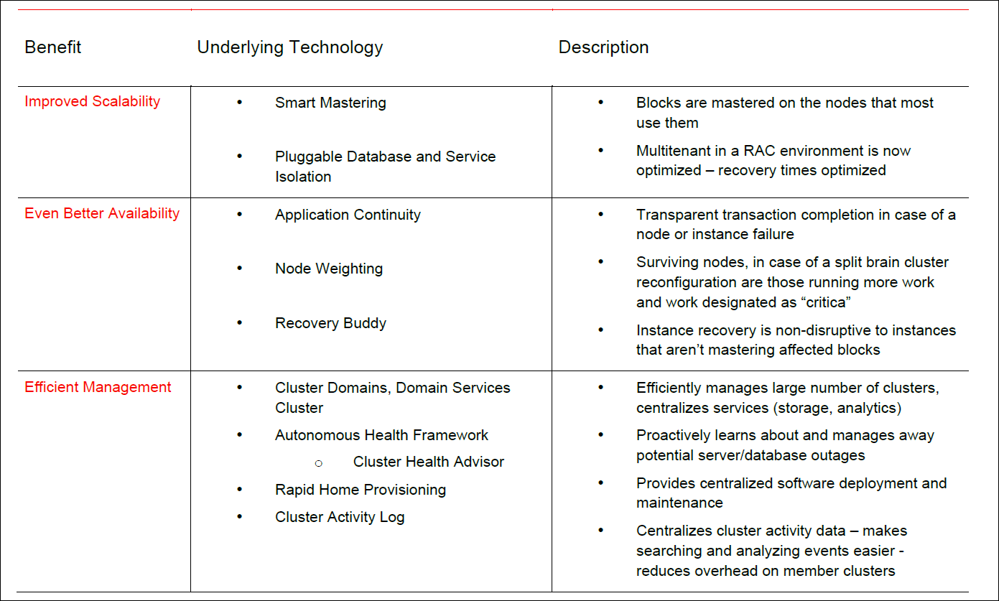 Benefit
Underlying Technology
Description
Improved Scalability
• Smart Mastering
• Pluggable Database and Service
Isolation
• Blocks are mastered on the nodes that most
use them
• Multitenant in a RAC environment is now
optimized – recovery times optimized
Even Better Availability
• Application Continuity
• Node Weighting
• Recovery Buddy
• Transparent transaction completion in case of a
node or instance failure
• Surviving nodes, in case of a split brain cluster
reconfiguration are those running more work
and work designated as “critica”
• Instance recovery is non-disruptive to instances
that aren’t mastering affected blocks
Efficient Management
• Cluster Domains, Domain Services
Cluster
• Autonomous Health Framework
o Cluster Health Advisor
• Rapid Home Provisioning
• Cluster Activity Log
• Efficiently manages large number of clusters,
centralizes services (storage, analytics)
• Proactively learns about and manages away
potential server/database outages
• Provides centralized software deployment and
maintenance
• Centralizes cluster activity data – makes
searching and analyzing events easier -
reduces overhead on member clusters